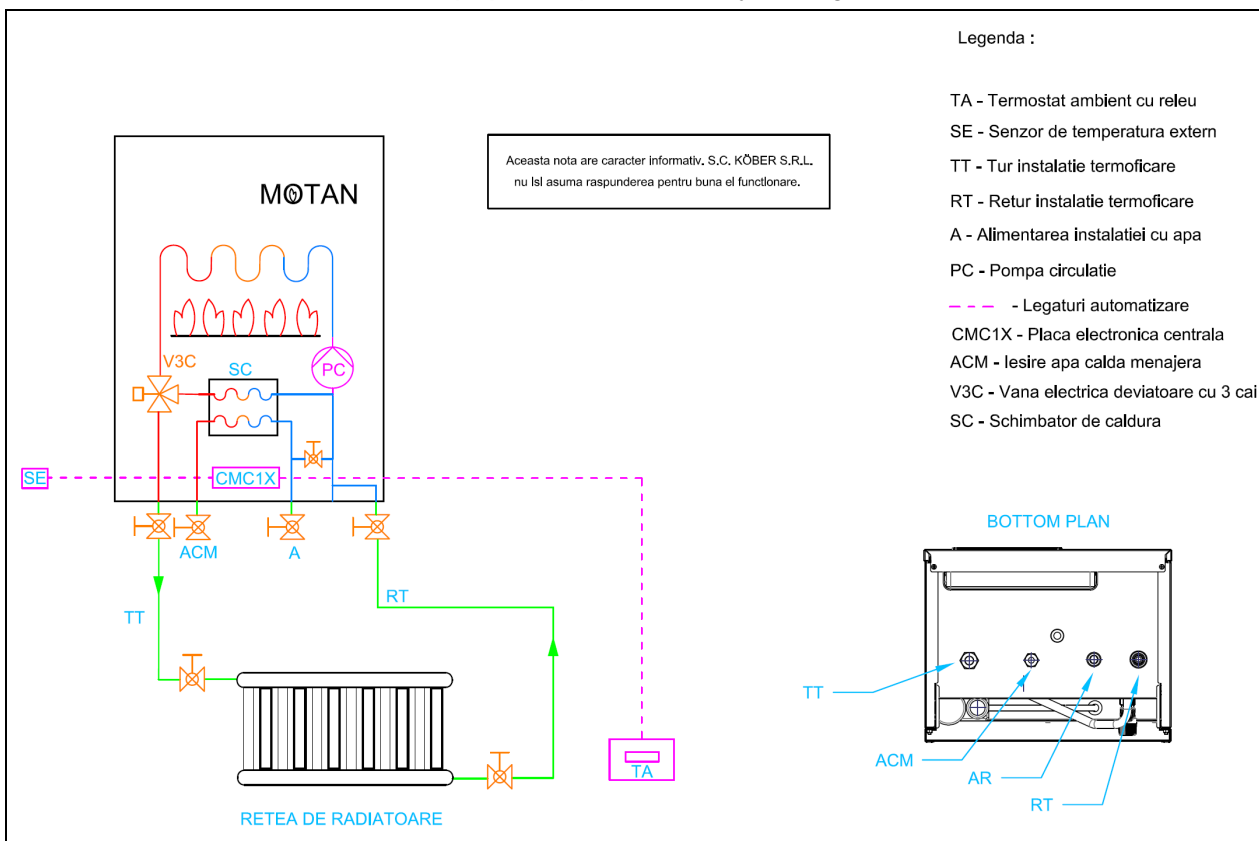 Legenda :
TA - Termostat ambient cu releu
SE - Senzor de temperatura extern
TT - Tur instalatie termoficare
RT - Retur instalatie termoficare
A - Alimentarea instalatiei cu apa
PC - Pompa circulatie
- Legaturi automatizare
CMC1X - Placa electronica centrala
ACM - Iesire apa calda menajera
V3C - Vana electrica deviatoare cu 3 cai
SC - Schimbator de caldura
Aceasta nota are caracter informativ. S.C. KÖBER S.R.L.
nu isi asuma raspunderea pentru buna ei functionare.
MOTAN
V3C
SC
PC
SE
CMC1X
ACM
A
TT
RT
TA
RETEA DE RADIATOARE
BOTTOM PLAN
TT
ACM
AR
RT